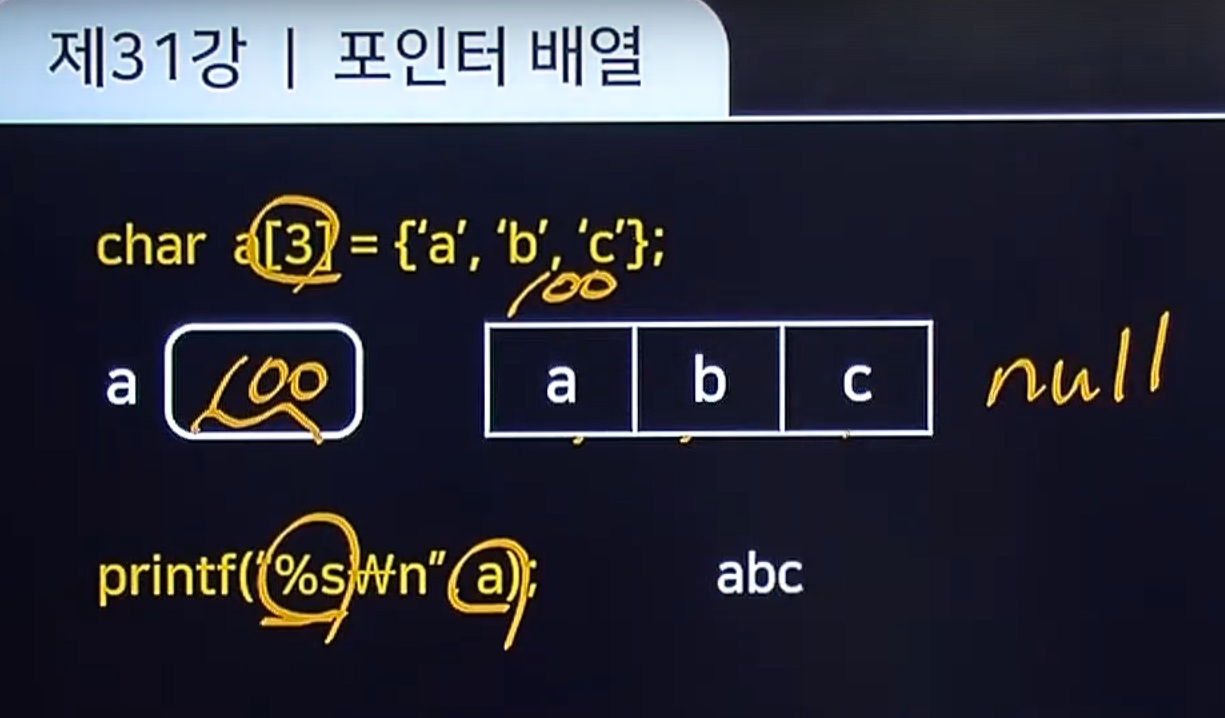 제31강 | 포인터 배열
char a[3] = {‘a’, ‘b’, ‘c’};
100
a 100 a b c null
printf("%s₩n” a); abc